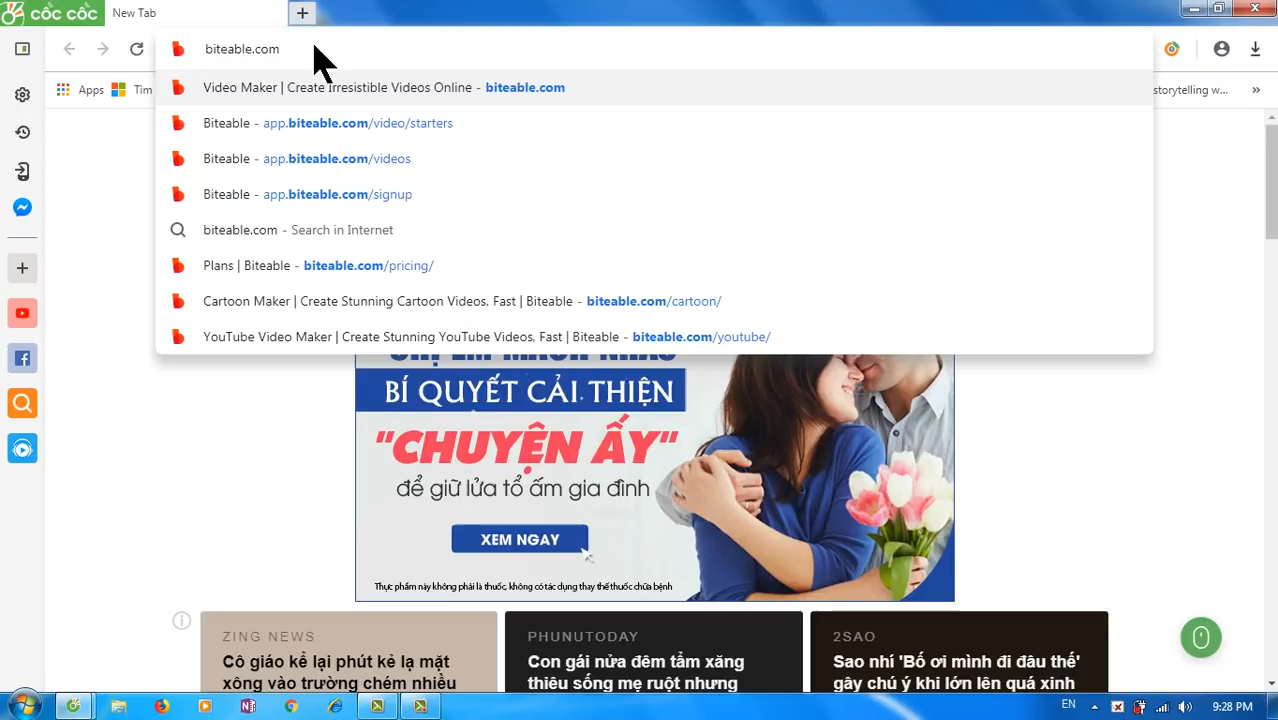 CỐC CỐC
New Tab
biteable.com
Apps
Tim
storytelling w...
Video Maker | Create Irresistible Videos Online - biteable.com
Biteable - app.biteable.com/video/starters
Biteable - app.biteable.com/videos
Biteable - app.biteable.com/signup
biteable.com - Search in Internet
Plans | Biteable - biteable.com/pricing/
Cartoon Maker | Create Stunning Cartoon Videos, Fast | Biteable - biteable.com/cartoon/
YouTube Video Maker | Create Stunning YouTube Videos, Fast | Biteable - biteable.com/youtube/
BÍ QUYẾT CẢI THIỆN
"CHUYỆN ẤY"
để giữ lửa tổ ấm gia đình
XEM NGAY
Thực phẩm này không phải là thuốc, không có tác dụng thay thế thuốc chữa bệnh
ZING NEWS
Cô giáo kể lại phút kẻ lạ mặt
xông vào trường chém nhiều
PHUNUTODAY
Con gái nửa đêm tẩm xăng
thiêu sống mẹ ruột nhưng
2SAO
Sao nhí 'Bố ơi mình đi đâu thế'
gây chú ý khi lớn lên quá xinh
EN
9:28 PM